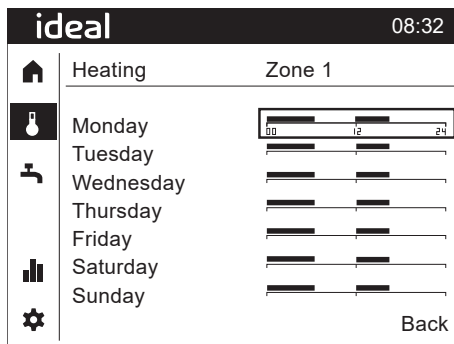 ideal 08:32
Heating Zone 1
Monday
00 12 24
Tuesday
Wednesday
Thursday
Friday
Saturday
Sunday
Back